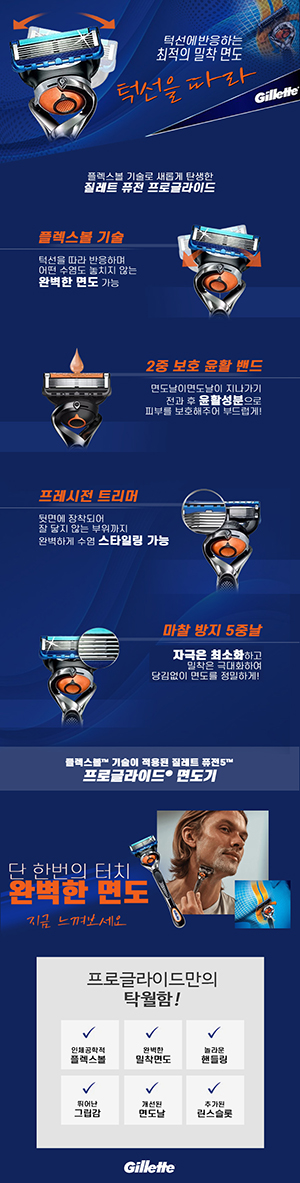 턱선에반응하는
최적의 밀착 면도
턱선을 따라
Gillette
플렉스볼 기술로 새롭게 탄생한
질레트 퓨전 프로글라이드
플렉스볼 기술
턱선을 따라 반응하며
어떤 수염도 놓치지 않는
완벽한 면도 가능
2중 보호 윤활 밴드
면도날이면도날이 지나가기
전과 후 윤활성분으로
피부를 보호해주어 부드럽게!
프레시전 트리머
뒷면에 장착되어
잘 닿지 않는 부위까지
완벽하게 수염 스타일링 가능
마찰 방지 5중날
자극은 최소화하고
밀착은 극대화하여
당김없이 면도를 정밀하게!
플렉스볼™ 기술이 적용된 질레트 퓨전5™
프로글라이드® 면도기
단 한번의 터치
완벽한 면도
지금 느껴보세요
프로글라이드만의
탁월함!
인체공학적
플렉스볼
완벽한
밀착면도
놀라운
핸들링
뛰어난
그립감
개선된
면도날
추가된
린스슬롯
Gillette